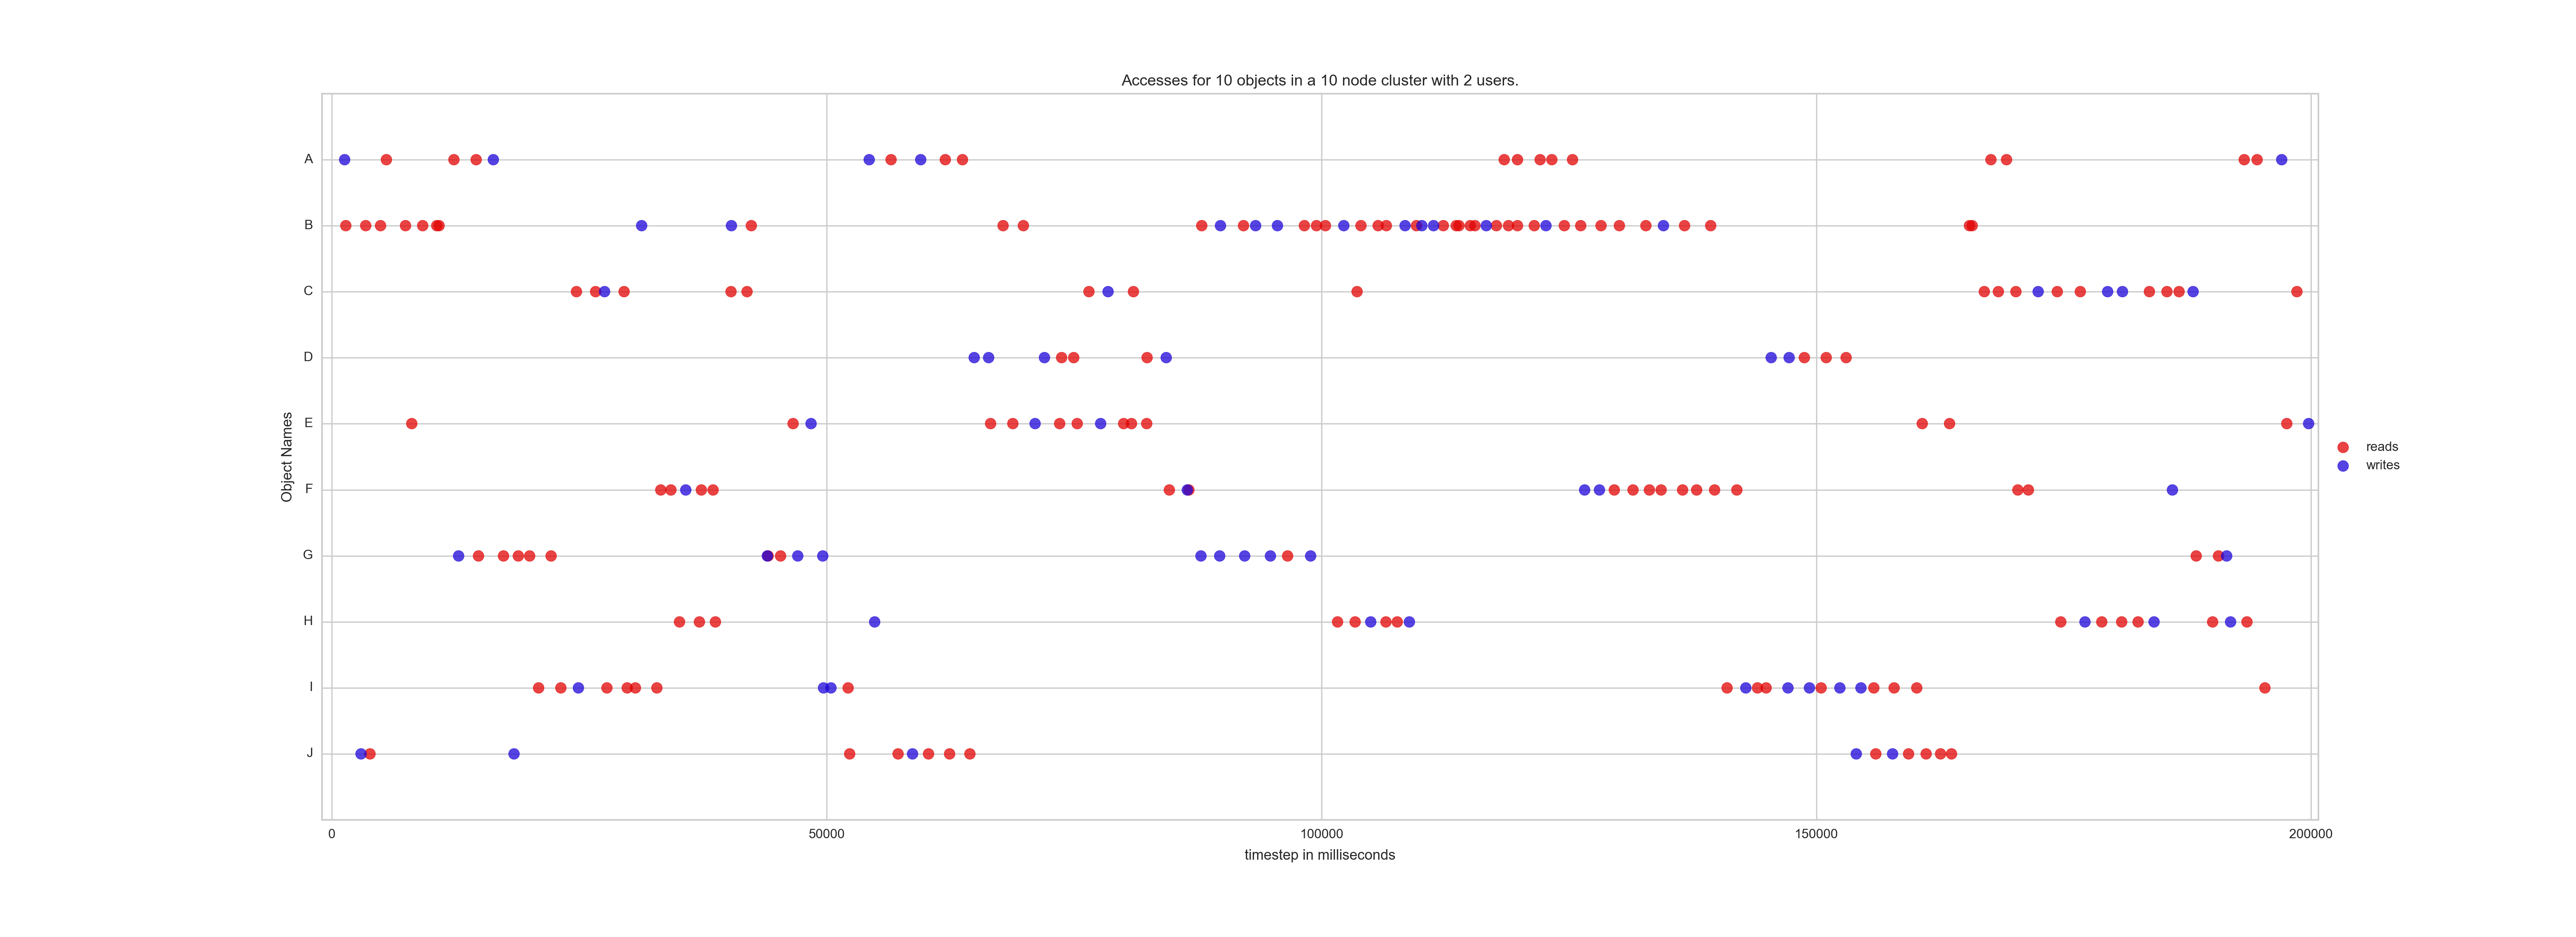 Accesses for 10 objects in a 10 node cluster with 2 users.
A
B
C
D
E
F
G
H
I
J
Object Names
0 50000 100000 150000 200000
timestep in milliseconds
reads
writes